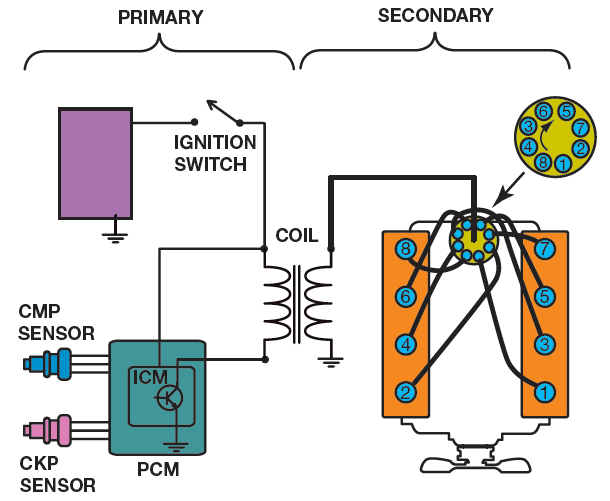 PRIMARY
SECONDARY
IGNITION
SWITCH
6
5
3
7
4
2
8
1
COIL
8
7
6
5
4
3
2
1
CMP
SENSOR
ICM
CKP
SENSOR
PCM